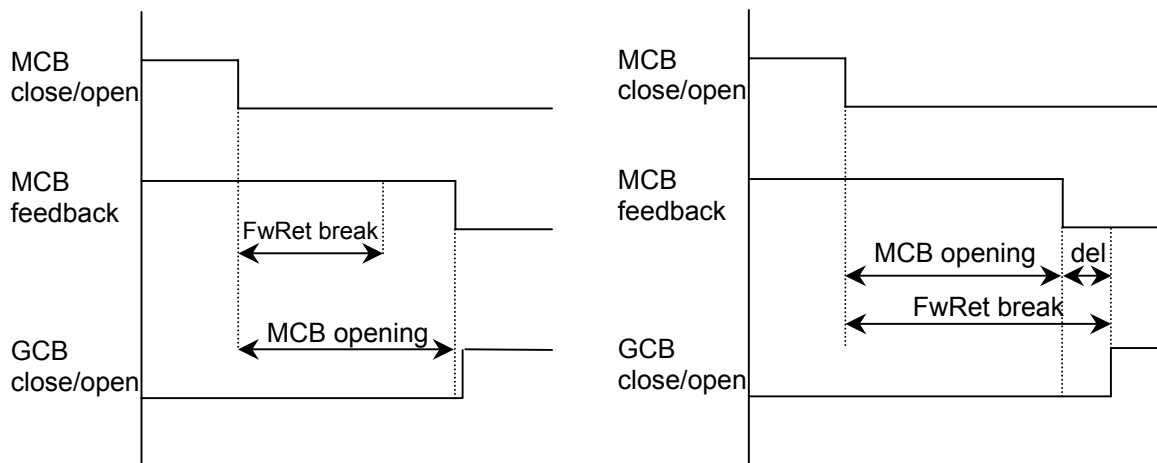 MCB
close/open
MCB
feedback
FwRet break
MCB opening
GCB
close/open
MCB
close/open
MCB
feedback
MCB opening
del
FwRet break
GCB
close/open